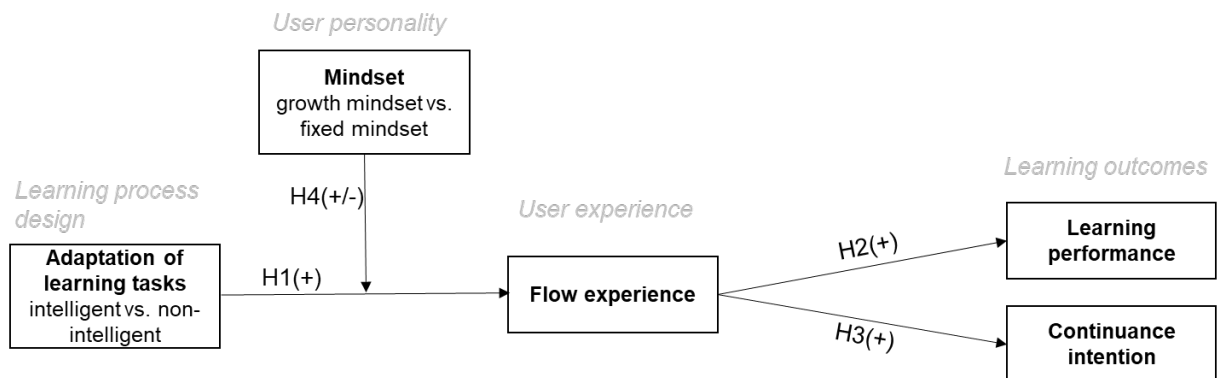 User personality
Mindset
growth mindset vs.
fixed mindset
H4(+/-)
Learning process
design
Adaptation of
learning tasks
intelligent vs. non-
intelligent
H1(+)
User experience
Flow experience
H2(+)
H3(+)
Learning outcomes
Learning
performance
Continuance
intention